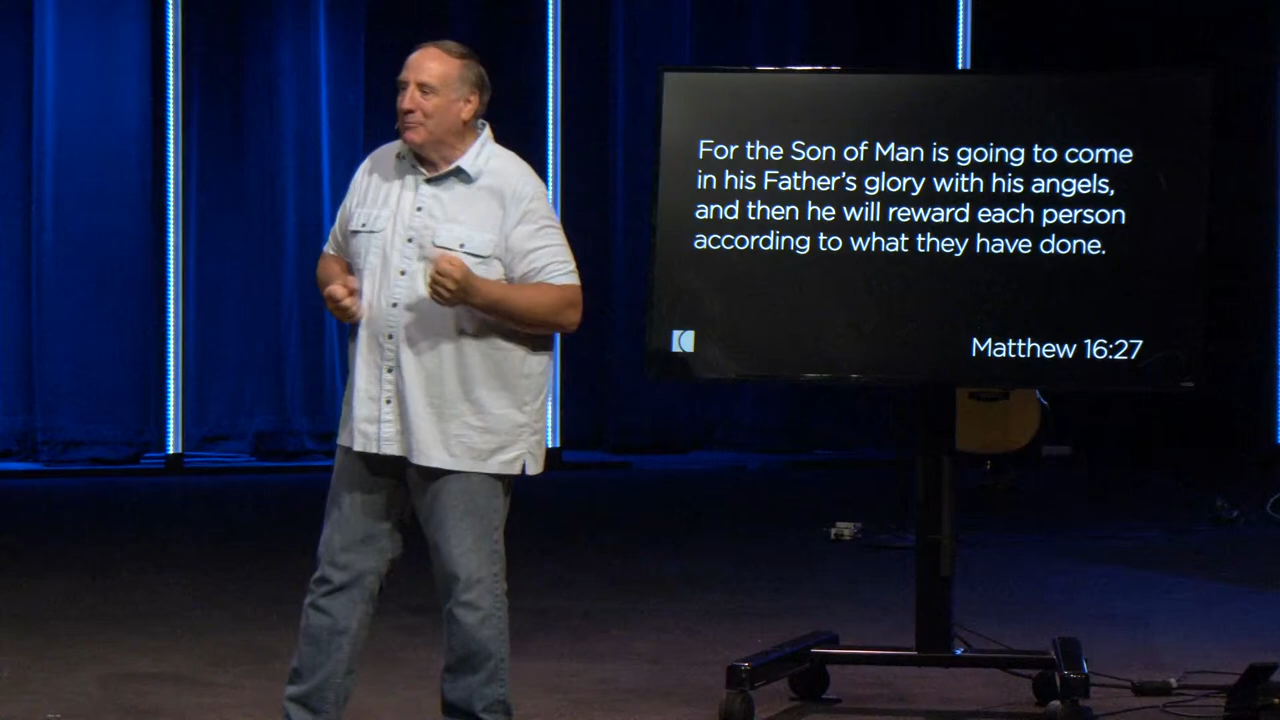 For the Son of Man is going to come
in his Father’s glory with his angels,
and then he will reward each person
according to what they have done.
Matthew 16:27